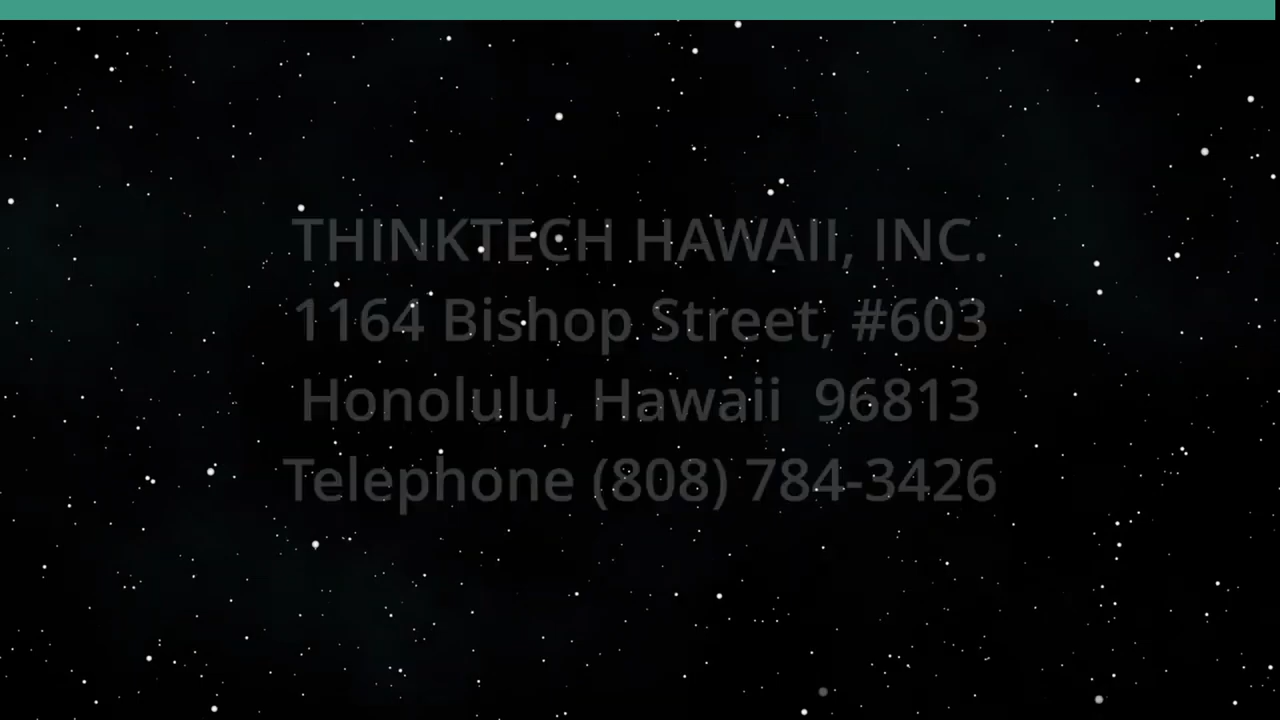 THINKTECH HAWAII, INC.
1164 Bishop Street, #603
Honolulu, Hawaii  96813
Telephone (808) 784-3426